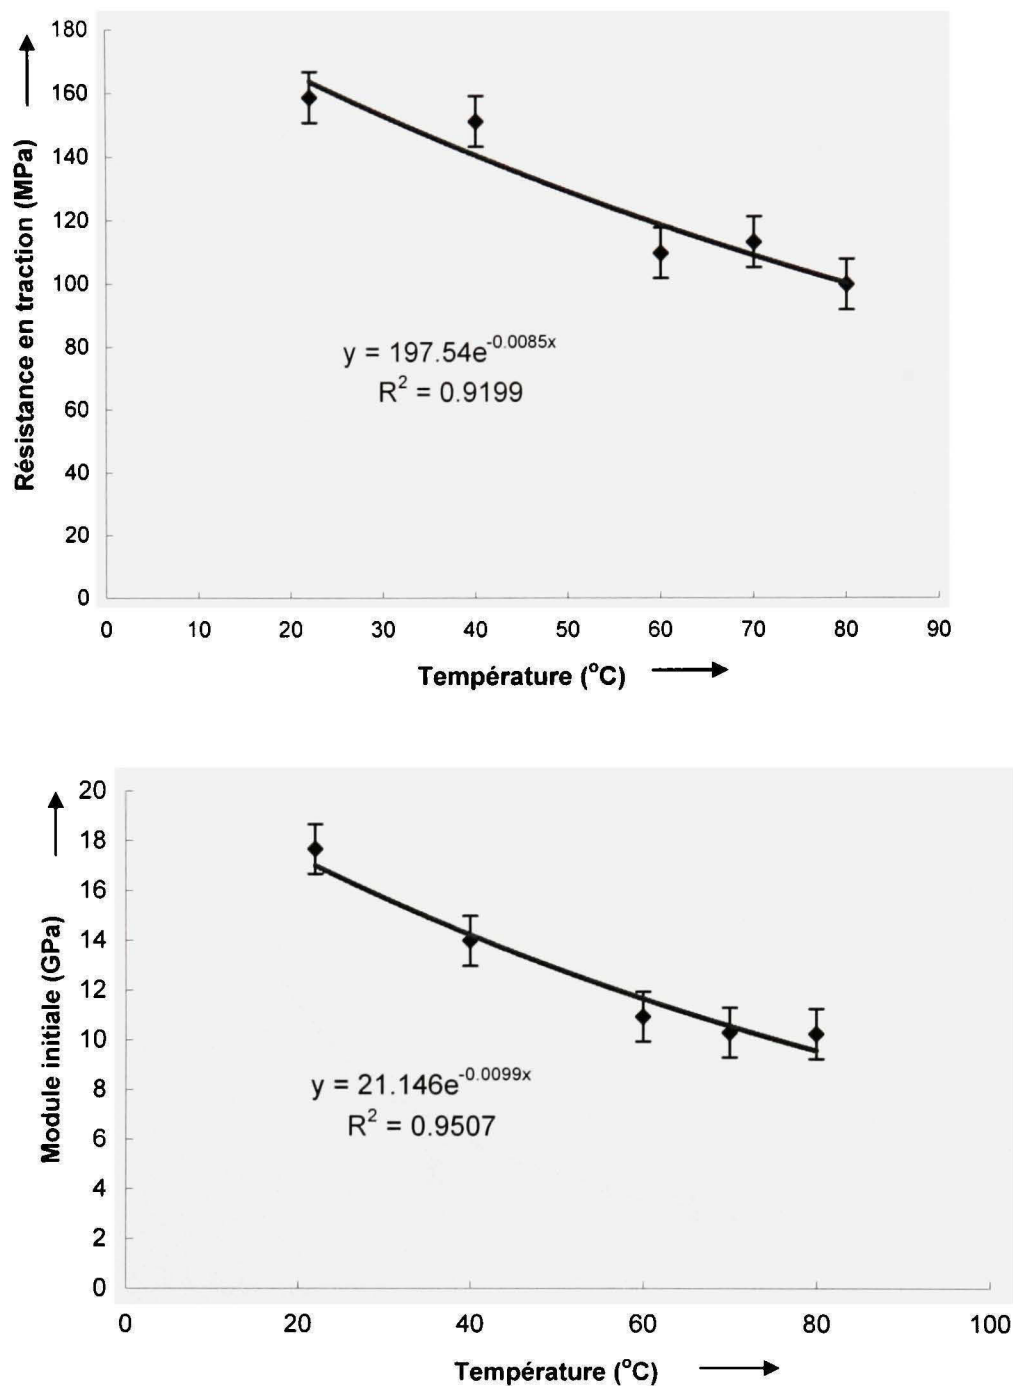 180
160
140
120
100
80
60
40
20
0
Résistance en traction (MPa)
y = 197.54e^-0.0085x
R² = 0.9199
0 10 20 30 40 50 60 70 80 90
Température (°C)
20
18
16
14
12
10
8
6
4
2
0
Module initiale (GPa)
y = 21.146e^-0.0099x
R² = 0.9507
0 20 40 60 80 100
Température (°C)